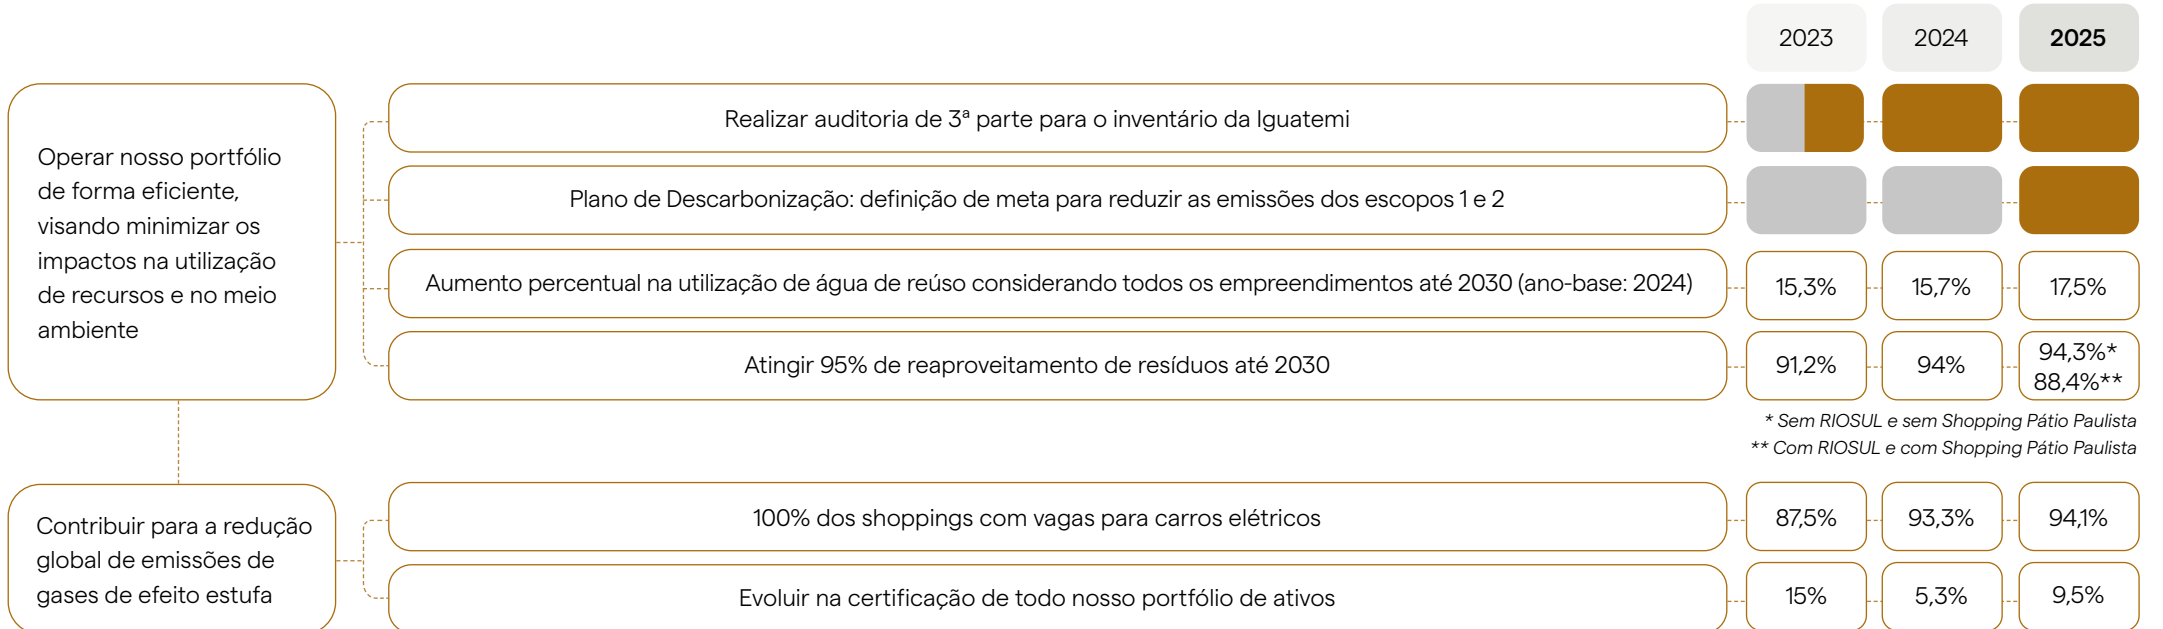 2023 2024 2025
Operar nosso portfólio
de forma eficiente,
visando minimizar os
impactos na utilização
de recursos e no meio
ambiente
Realizar auditoria de 3ª parte para o inventário da Iguatemi
Plano de Descarbonização: definição de meta para reduzir as emissões dos escopos 1 e 2
Aumento percentual na utilização de água de reúso considerando todos os empreendimentos até 2030 (ano-base: 2024) 15,3% 15,7% 17,5%
Atingir 95% de reaproveitamento de resíduos até 2030 91,2% 94% 94,3%*
88,4%**
* Sem RIOSUL e sem Shopping Pátio Paulista
** Com RIOSUL e com Shopping Pátio Paulista
Contribuir para a redução
global de emissões de
gases de efeito estufa
100% dos shoppings com vagas para carros elétricos 87,5% 93,3% 94,1%
Evoluir na certificação de todo nosso portfólio de ativos 15% 5,3% 9,5%